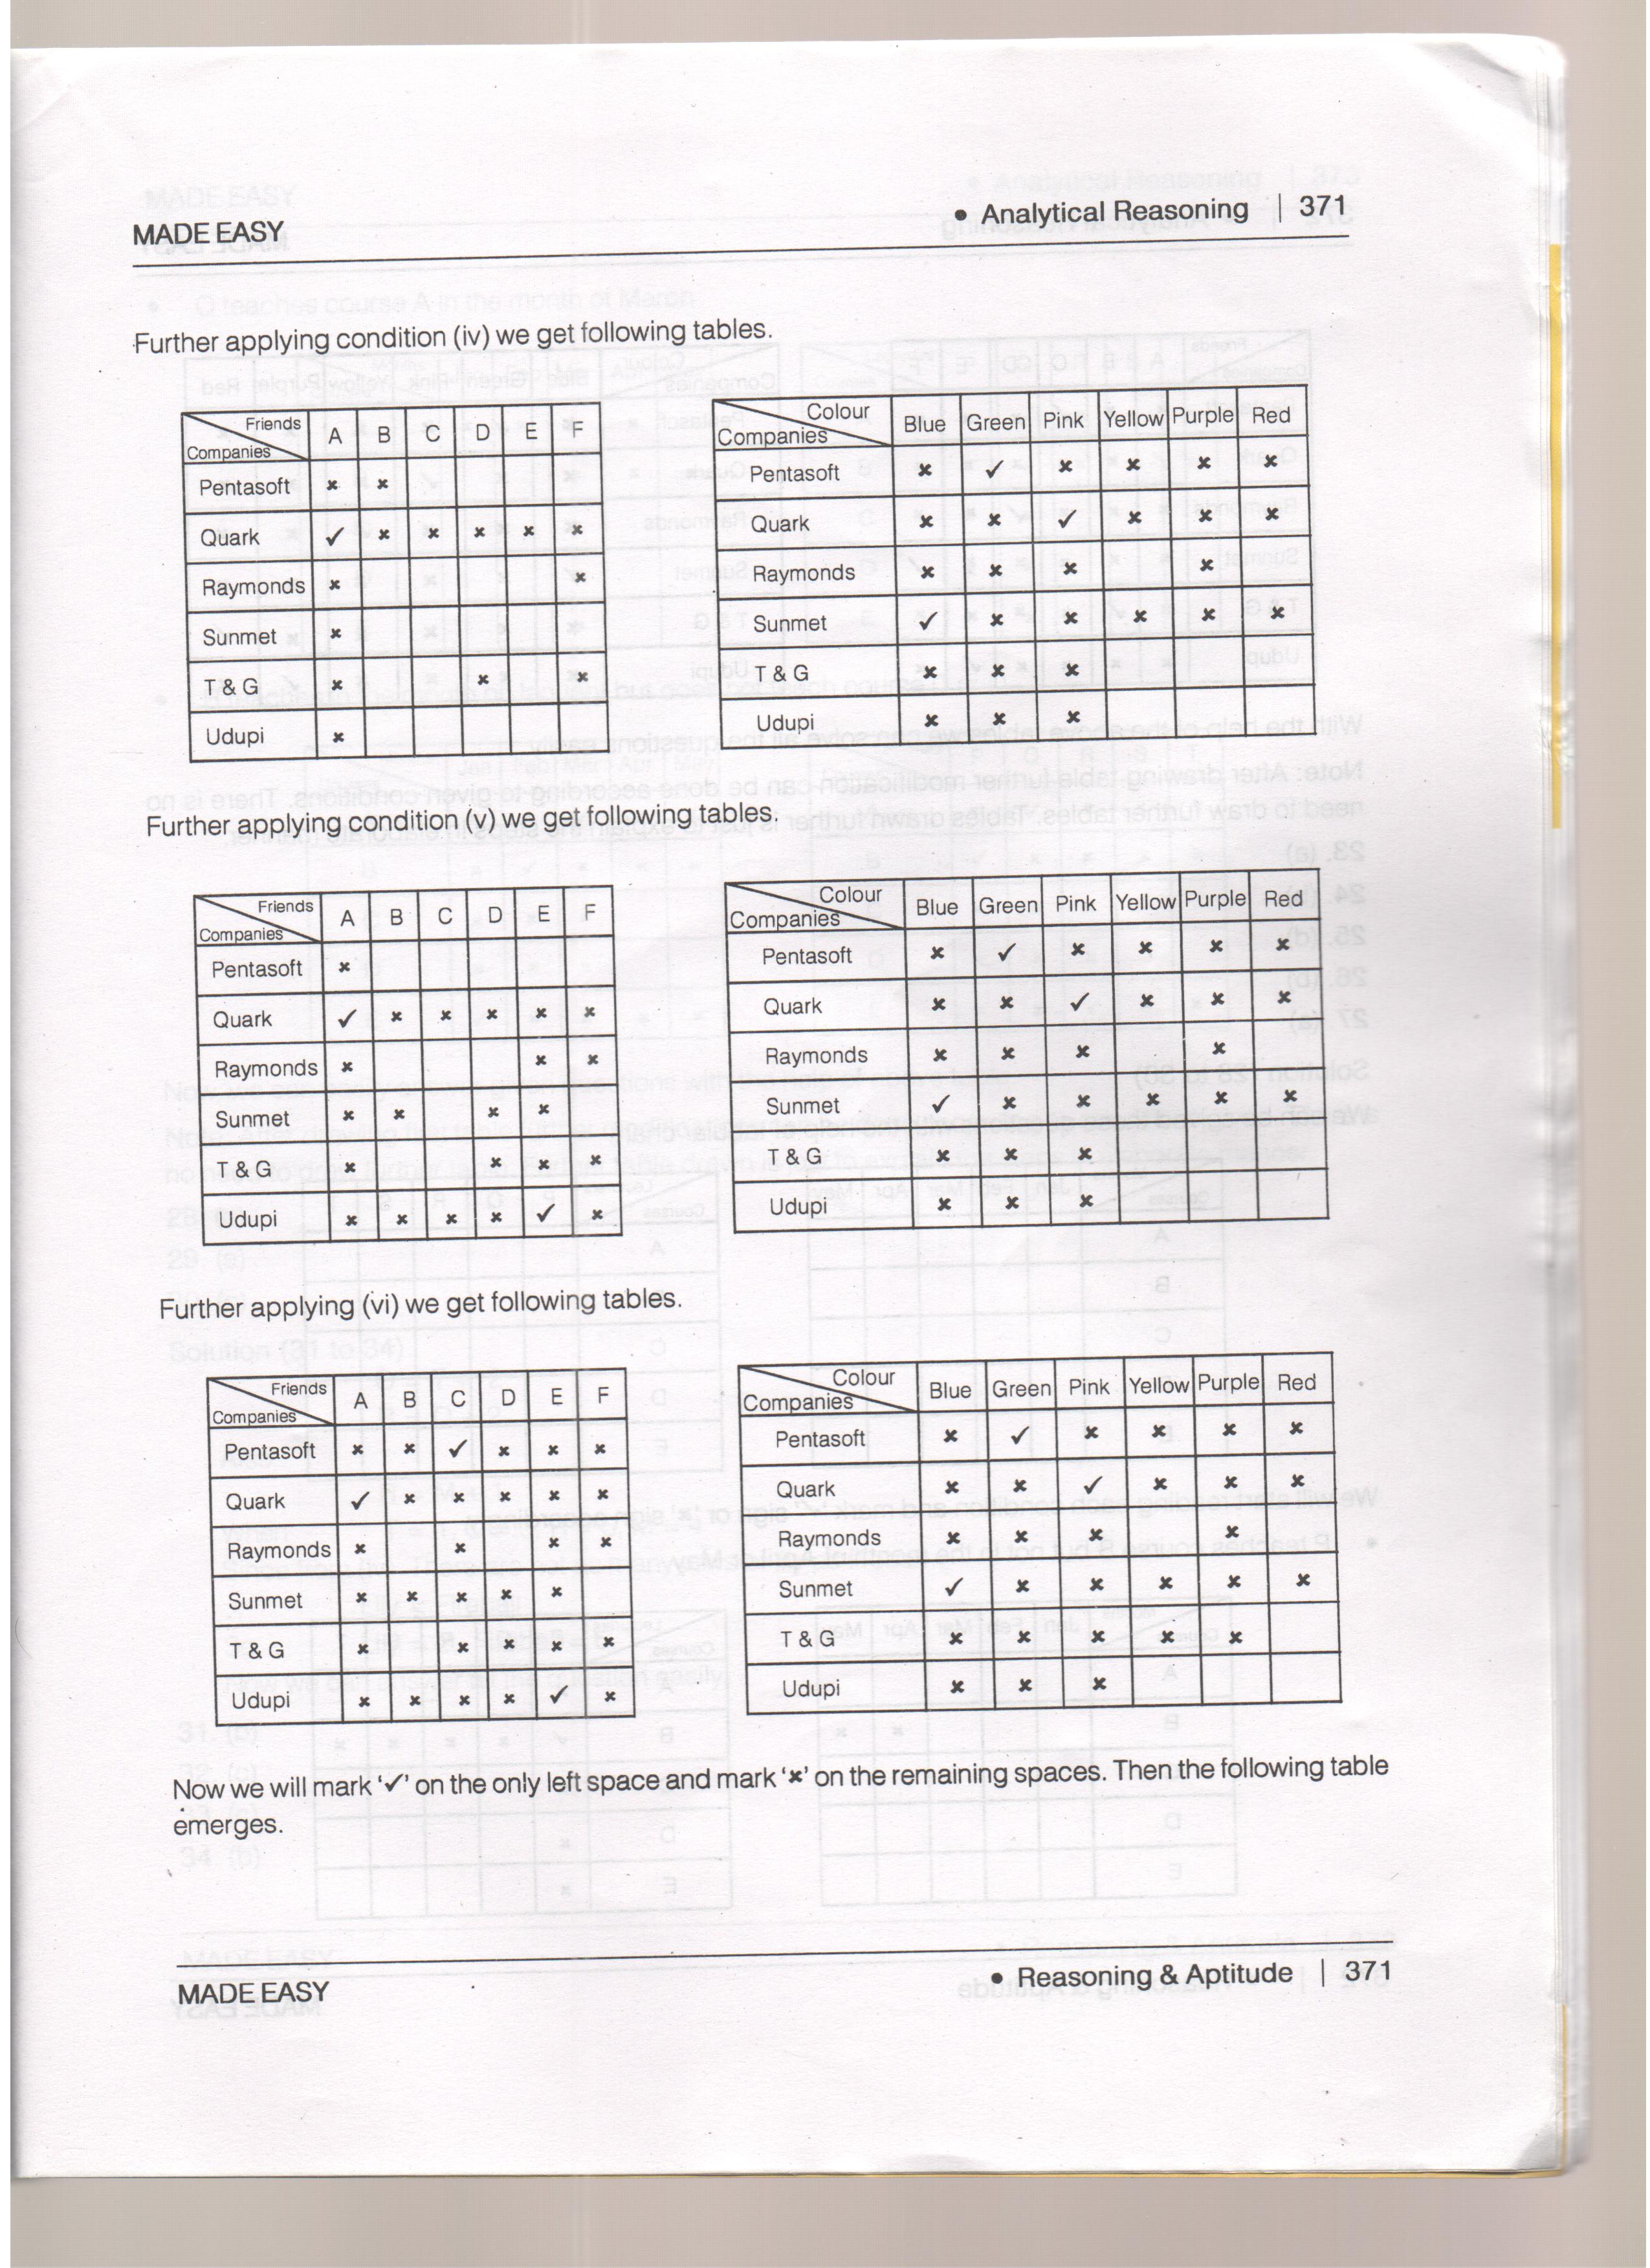 MADE EASY
• Analytical Reasoning | 371
Further applying condition (iv) we get following tables.
Friends A B C D E F
Companies
Pentasoft ✗ ✗
Quark ✓ ✗ ✗ ✗ ✗ ✗
Raymonds ✗ ✗
Sunmet ✗
T & G ✗ ✗ ✗
Udupi ✗
Colour Blue Green Pink Yellow Purple Red
Companies
Pentasoft ✗ ✓ ✗ ✗ ✗ ✗
Quark ✗ ✗ ✓ ✗ ✗ ✗
Raymonds ✗ ✗ ✗ ✗
Sunmet ✓ ✗ ✗ ✗ ✗ ✗
T & G ✗ ✗ ✗
Udupi ✗ ✗ ✗
Further applying condition (v) we get following tables.
Friends A B C D E F
Companies
Pentasoft ✗
Quark ✓ ✗ ✗ ✗ ✗ ✗
Raymonds ✗ ✗ ✗
Sunmet ✗ ✗ ✗ ✗
T & G ✗ ✗ ✗ ✗
Udupi ✗ ✗ ✗ ✗ ✓ ✗
Colour Blue Green Pink Yellow Purple Red
Companies
Pentasoft ✗ ✓ ✗ ✗ ✗ ✗
Quark ✗ ✗ ✓ ✗ ✗ ✗
Raymonds ✗ ✗ ✗ ✗
Sunmet ✓ ✗ ✗ ✗ ✗ ✗
T & G ✗ ✗ ✗
Udupi ✗ ✗ ✗
Further applying (vi) we get following tables.
Friends A B C D E F
Companies
Pentasoft ✗ ✗ ✓ ✗ ✗ ✗
Quark ✓ ✗ ✗ ✗ ✗ ✗
Raymonds ✗ ✗ ✗ ✗
Sunmet ✗ ✗ ✗ ✗ ✗
T & G ✗ ✗ ✗ ✗ ✗
Udupi ✗ ✗ ✗ ✗ ✓ ✗
Colour Blue Green Pink Yellow Purple Red
Companies
Pentasoft ✗ ✓ ✗ ✗ ✗ ✗
Quark ✗ ✗ ✓ ✗ ✗ ✗
Raymonds ✗ ✗ ✗ ✗
Sunmet ✓ ✗ ✗ ✗ ✗ ✗
T & G ✗ ✗ ✗ ✗ ✗
Udupi ✗ ✗ ✗
Now we will mark '✓' on the only left space and mark '✗' on the remaining spaces. Then the following table
emerges.
MADE EASY
• Reasoning & Aptitude | 371